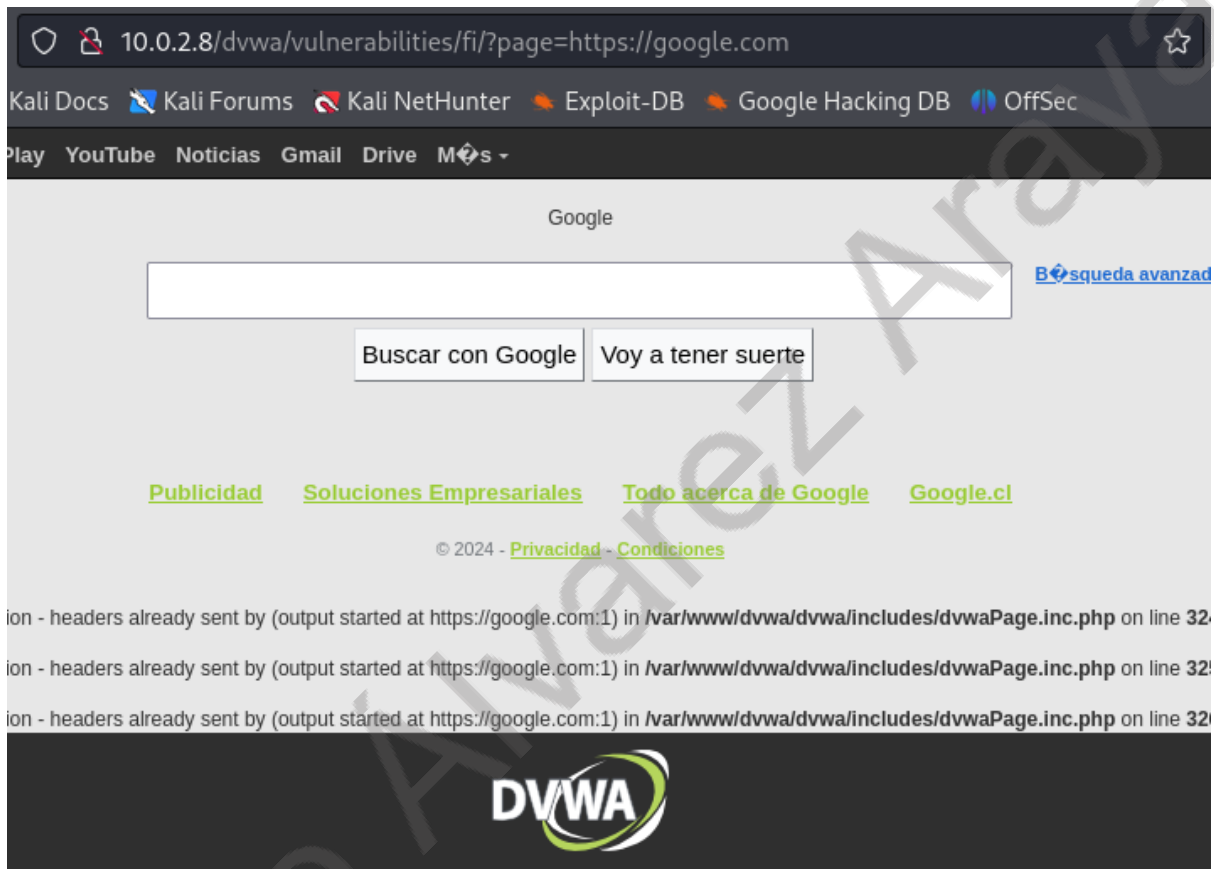 10.0.2.8/dvwa/vulnerabilities/fi/?page=https://google.com
Kali Docs Kali Forums Kali NetHunter Exploit-DB Google Hacking DB OffSec
Play YouTube Noticias Gmail Drive M�s
Google
B�squeda avanzad
Buscar con Google Voy a tener suerte
Publicidad Soluciones Empresariales Todo acerca de Google Google.cl
© 2024 - Privacidad - Condiciones
ion - headers already sent by (output started at https://google.com:1) in /var/www/dvwa/dvwa/includes/dvwaPage.inc.php on line 324
ion - headers already sent by (output started at https://google.com:1) in /var/www/dvwa/dvwa/includes/dvwaPage.inc.php on line 325
ion - headers already sent by (output started at https://google.com:1) in /var/www/dvwa/dvwa/includes/dvwaPage.inc.php on line 326
DVWA
Álvarez Araya